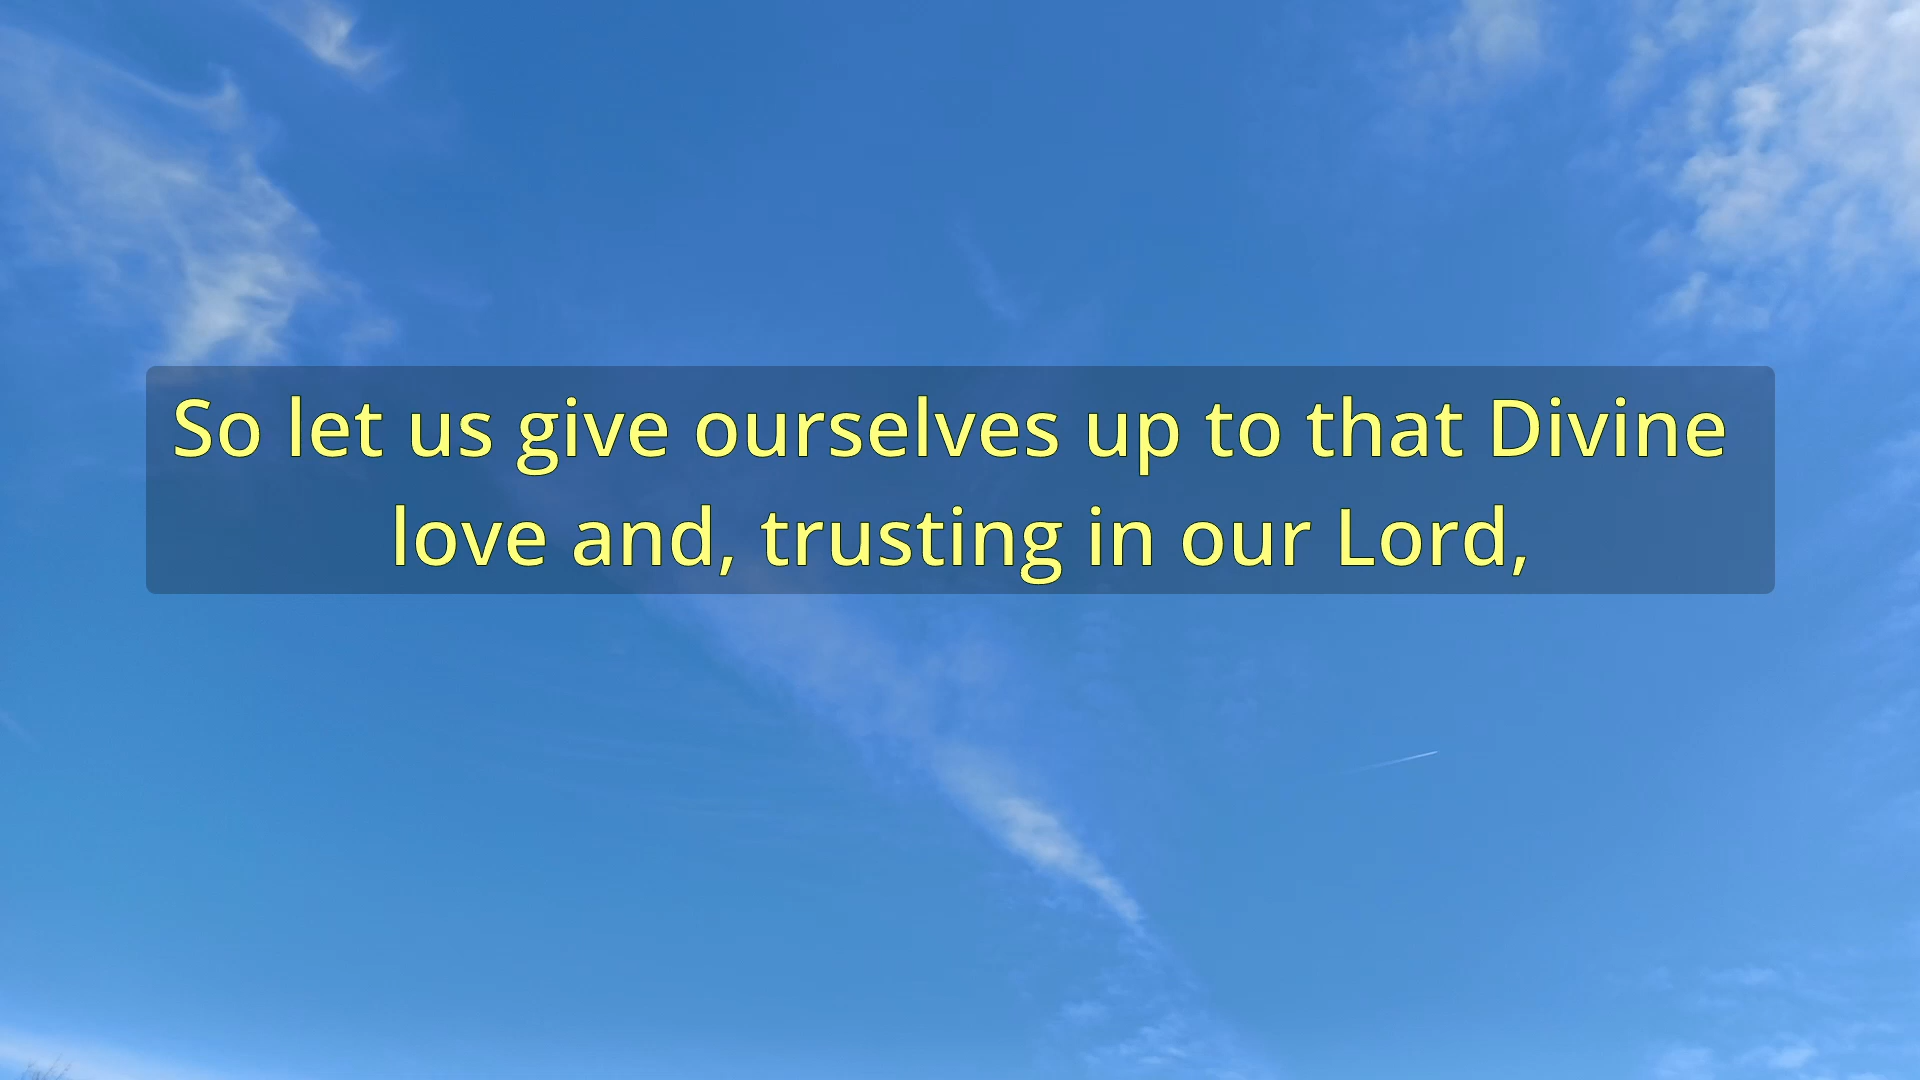 So let us give ourselves up to that Divine
love and, trusting in our Lord,